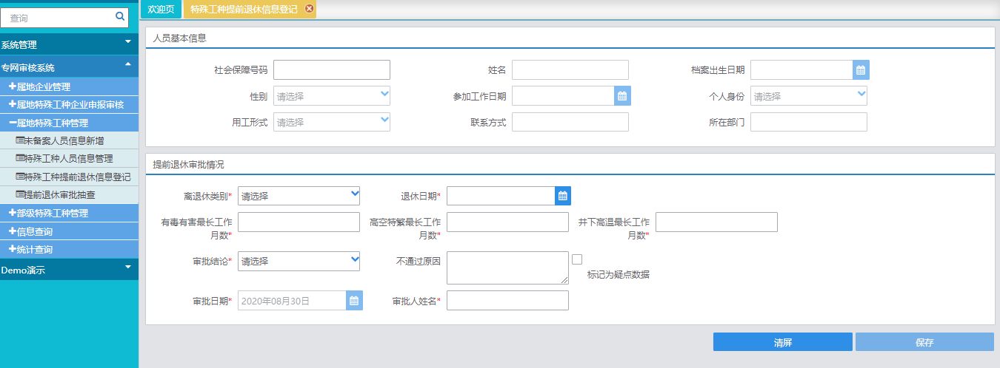 查询
系统管理
专网审核系统
属地企业管理
属地特殊工种企业申报审核
属地特殊工种管理
未备案人员信息新增
特殊工种人员信息管理
特殊工种提前退休信息登记
提前退休审批抽查
部级特殊工种管理
信息查询
统计查询
Demo演示
欢迎页 特殊工种提前退休信息登记
人员基本信息
社会保障号码 姓名 档案出生日期
性别 请选择 参加工作日期 个人身份 请选择
用工形式 请选择 联系方式 所在部门
提前退休审批情况
离退休类别* 请选择 退休日期*
有毒有害最长工作 高空特繁最长工作 井下高温最长工作
月数* 月数* 月数*
审批结论* 请选择 不通过原因
标记为疑点数据
审批日期* 2020年08月30日 审批人姓名*
清屏 保存